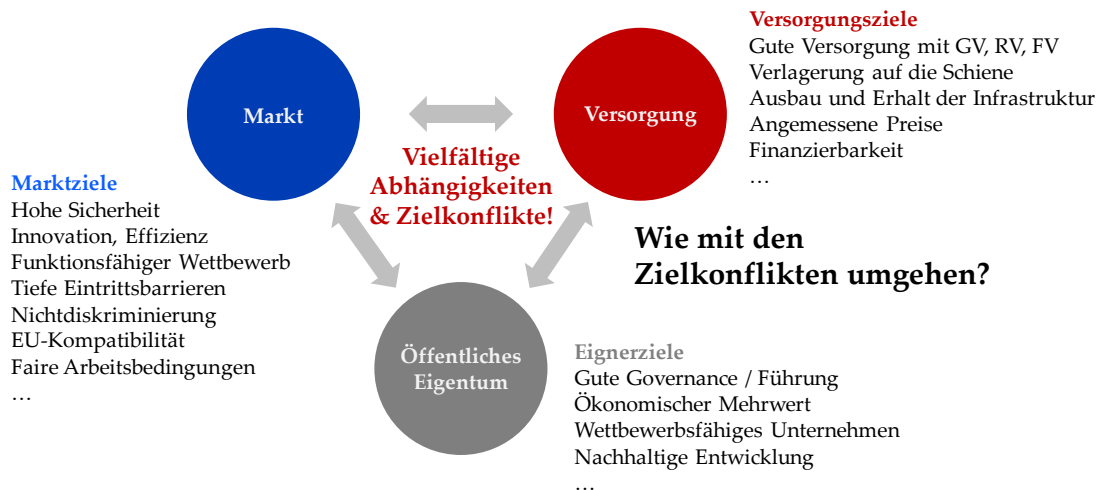 Markt
Versorgung
Versorgungsziele
Gute Versorgung mit GV, RV, FV
Verlagerung auf die Schiene
Ausbau und Erhalt der Infrastruktur
Angemessene Preise
Finanzierbarkeit
…
Vielfältige
Abhängigkeiten
& Zielkonflikte!
Marktziele
Hohe Sicherheit
Innovation, Effizienz
Funktionsfähiger Wettbewerb
Tiefe Eintrittsbarrieren
Nichtdiskriminierung
EU-Kompatibilität
Faire Arbeitsbedingungen
…
Wie mit den
Zielkonflikten umgehen?
Öffentliches
Eigentum
Eignerziele
Gute Governance / Führung
Ökonomischer Mehrwert
Wettbewerbsfähiges Unternehmen
Nachhaltige Entwicklung
…